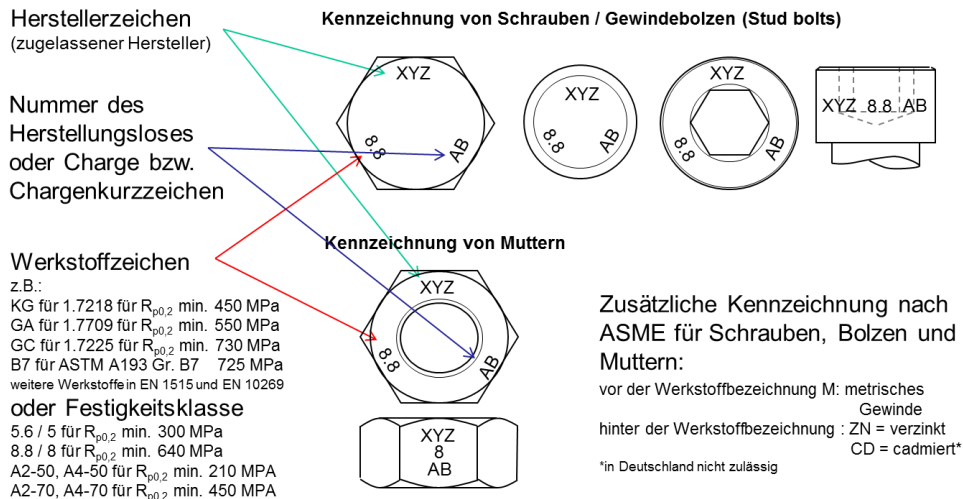 Herstellerzeichen
(zugelassener Hersteller)
Nummer des
Herstellungsloses
oder Charge bzw.
Chargenkurzzeichen
Werkstoffzeichen
z.B.:
KG für 1.7218 für Rp0,2 min. 450 MPa
GA für 1.7709 für Rp0,2 min. 550 MPa
GC für 1.7225 für Rp0,2 min. 730 MPa
B7 für ASTM A193 Gr. B7 725 MPa
weitere Werkstoffe in EN 1515 und EN 10269
oder Festigkeitsklasse
5.6 / 5 für Rp0,2 min. 300 MPa
8.8 / 8 für Rp0,2 min. 640 MPa
A2-50, A4-50 für Rp0,2 min. 210 MPA
A2-70, A4-70 für Rp0,2 min. 450 MPA
Kennzeichnung von Schrauben / Gewindebolzen (Stud bolts)
XYZ
8.8
AB
XYZ
8.8
AB
XYZ
8.8
AB
XYZ 8.8 AB
Kennzeichnung von Muttern
XYZ
8.8
AB
XYZ
8
AB
Zusätzliche Kennzeichnung nach
ASME für Schrauben, Bolzen und
Muttern:
vor der Werkstoffbezeichnung M: metrisches
Gewinde
hinter der Werkstoffbezeichnung : ZN = verzinkt
CD = cadmiert*
*in Deutschland nicht zulässig